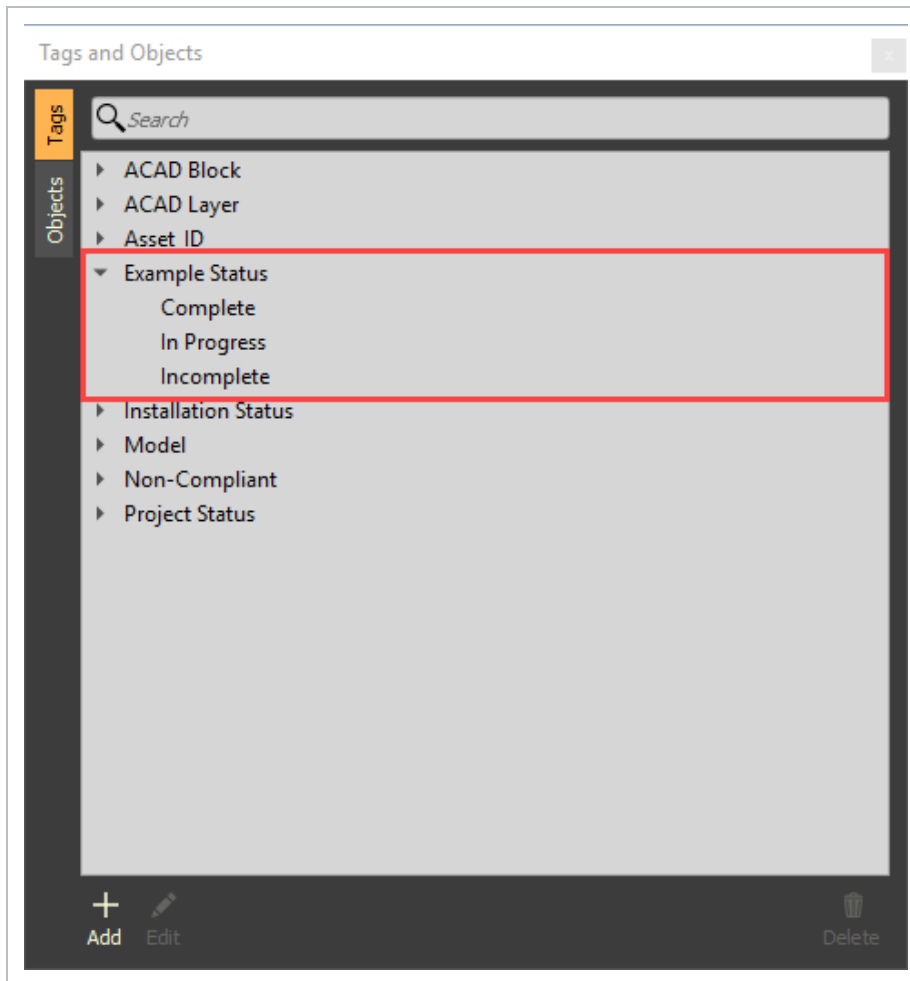 Tags and Objects
x
Tags
Objects
Search
ACAD Block
ACAD Layer
Asset ID
Example Status
Complete
In Progress
Incomplete
Installation Status
Model
Non-Compliant
Project Status
Add Edit Delete